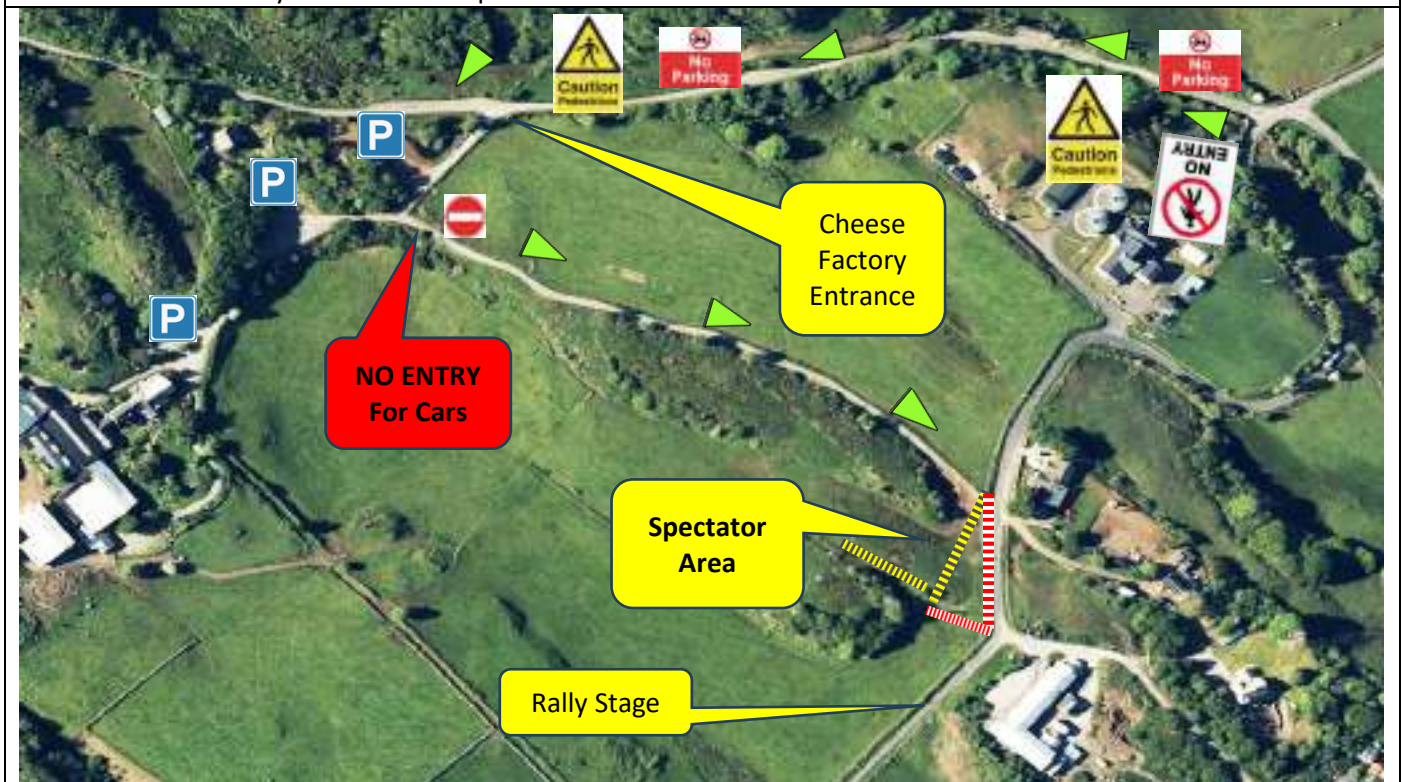 Caution
Pedestrians
No
Parking
No
Parking
Caution
Pedestrians
NO
ENTRY
P
P
P
Cheese
Factory
Entrance
NO ENTRY
For Cars
Spectator
Area
Rally Stage